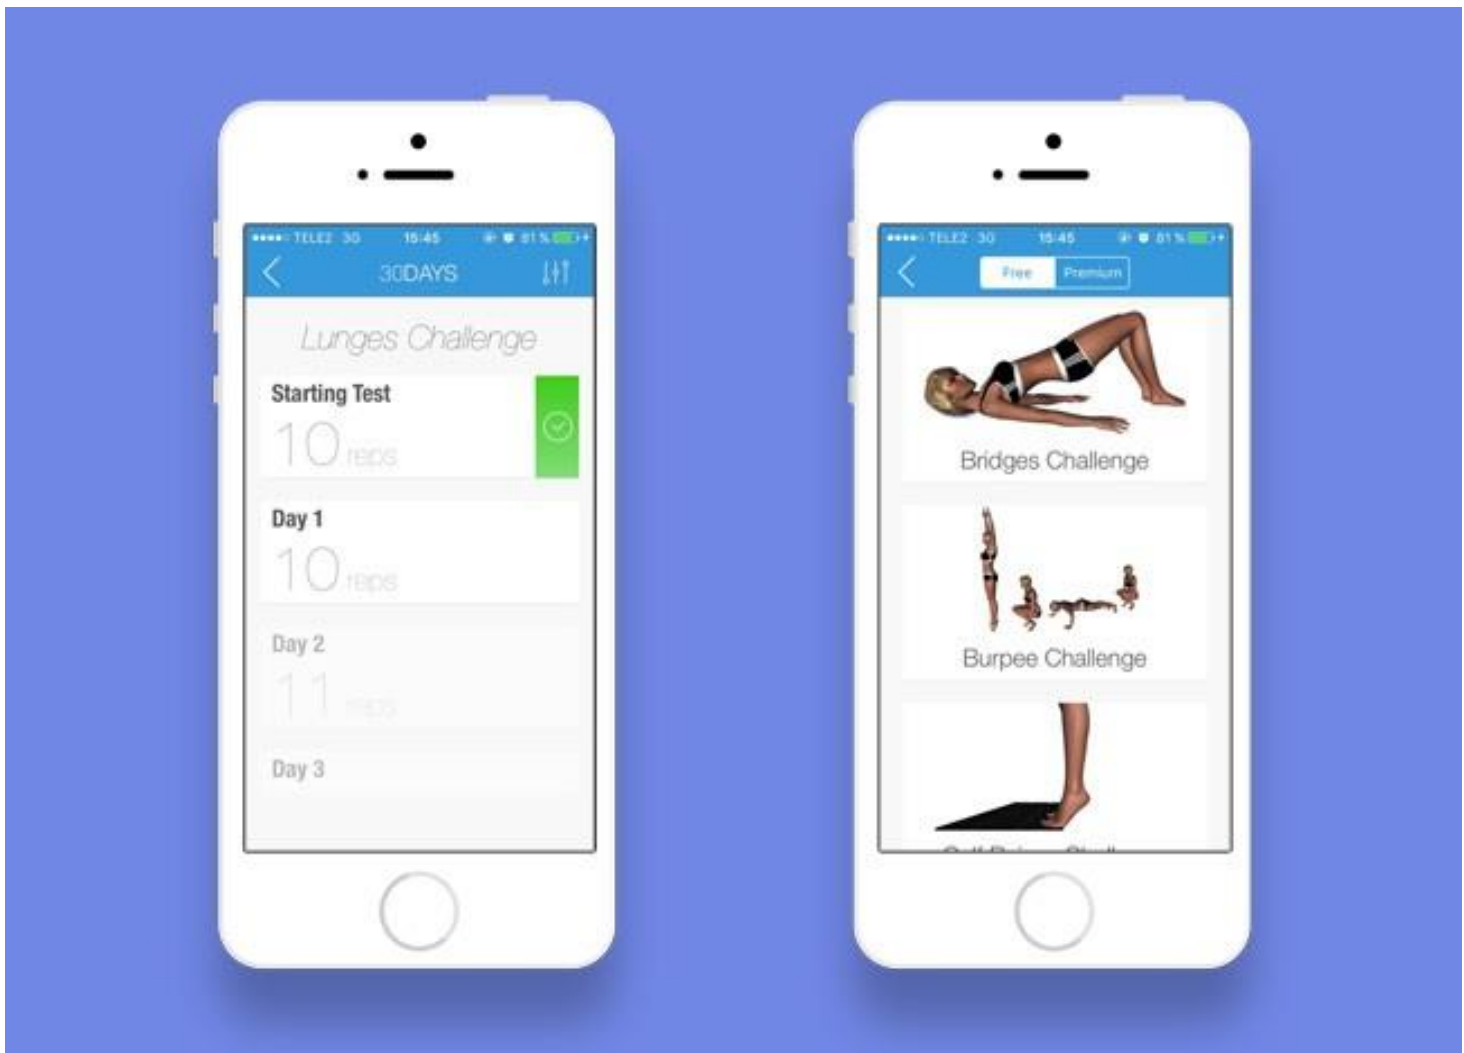 TELE2 3G 15:45 81 %
30DAYS
Lunges Challenge
Starting Test
10 reps
Day 1
10 reps
Day 2
11 reps
Day 3
TELE2 3G 15:45 81 %
Free Premium
Bridges Challenge
Burpee Challenge